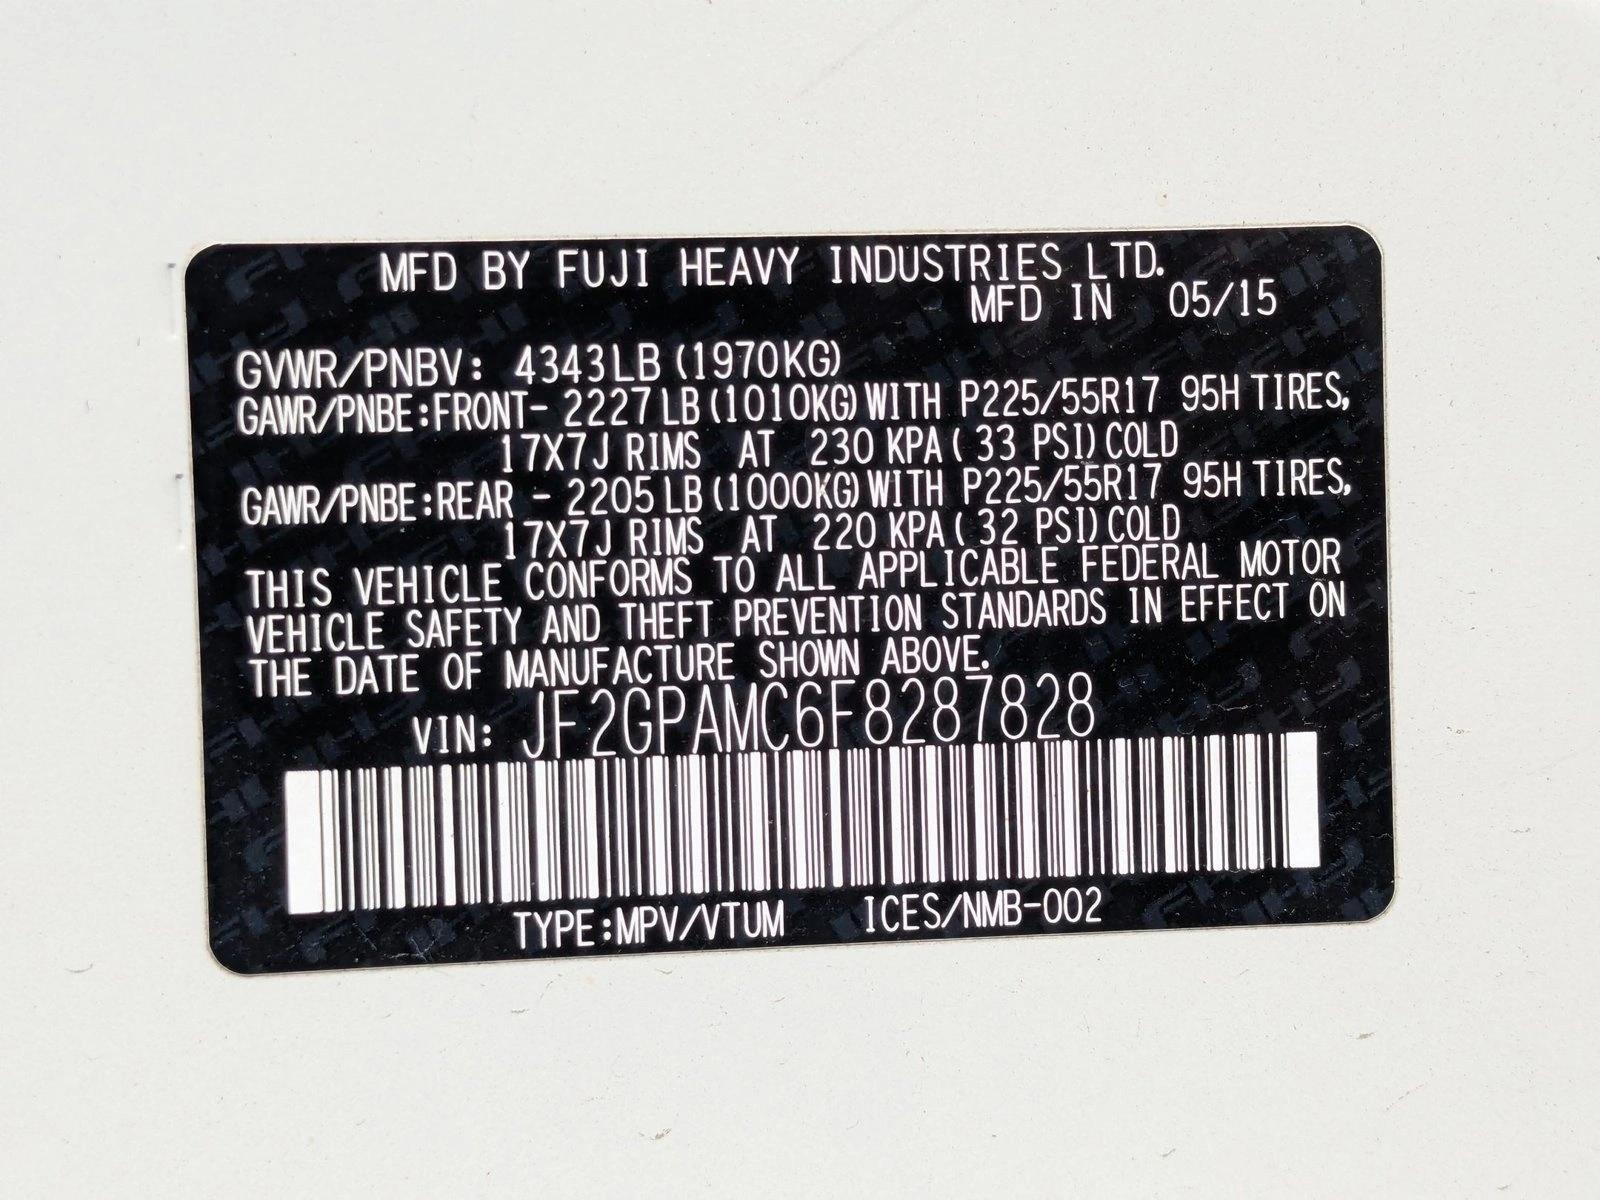 MFD BY FUJI HEAVY INDUSTRIES LTD.
MFD IN 05/15
GVWR/PNBV: 4343LB (1970KG)
GAWR/PNBE:FRONT- 2227LB (1010KG) WITH P225/55R17 95H TIRES,
17X7J RIMS AT 230 KPA ( 33 PSI) COLD
GAWR/PNBE:REAR - 2205LB (1000KG) WITH P225/55R17 95H TIRES,
17X7J RIMS AT 220 KPA ( 32 PSI) COLD
THIS VEHICLE CONFORMS TO ALL APPLICABLE FEDERAL MOTOR
VEHICLE SAFETY AND THEFT PREVENTION STANDARDS IN EFFECT ON
THE DATE OF MANUFACTURE SHOWN ABOVE.
VIN: JF2GPAMC6F8287828
TYPE:MPV/VTUM ICES/NMB-002